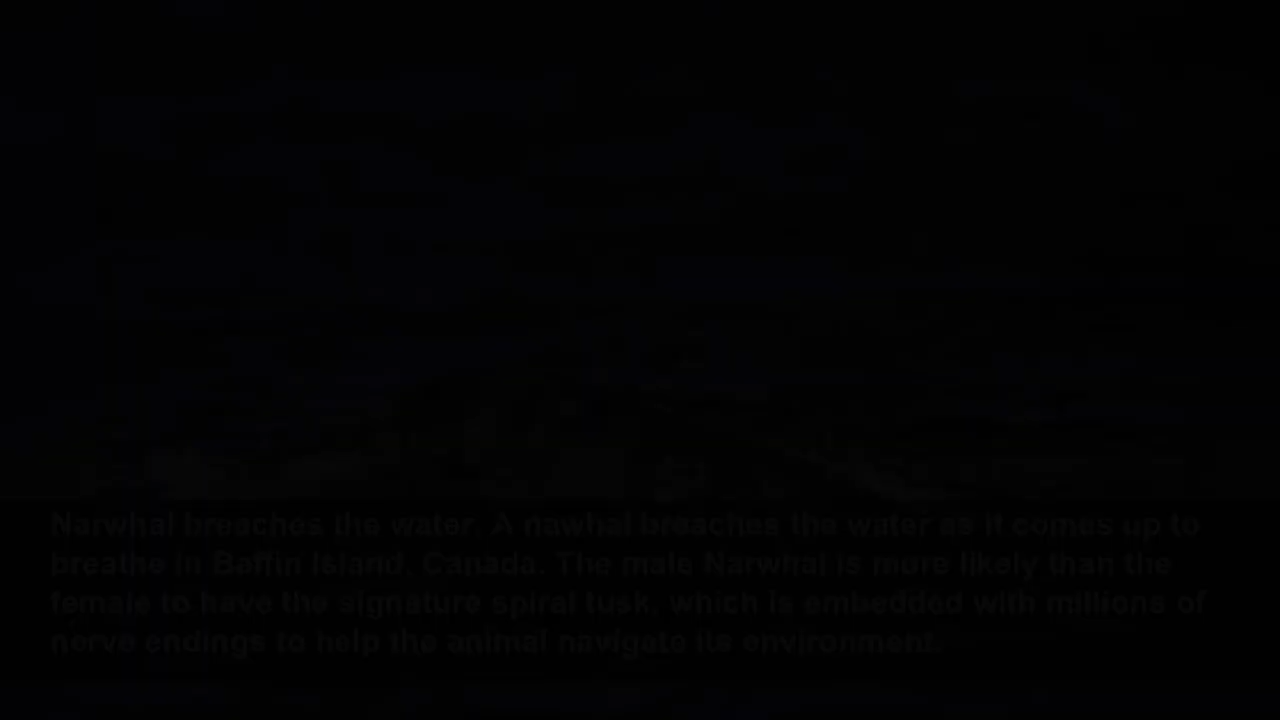 Narwhal breaches the water. A nawhal breaches the water as it comes up to
breathe in Baffin Island, Canada. The male Narwhal is more likely than the
female to have the signature spiral tusk, which is embedded with millions of
nerve endings to help the animal navigate its environment.